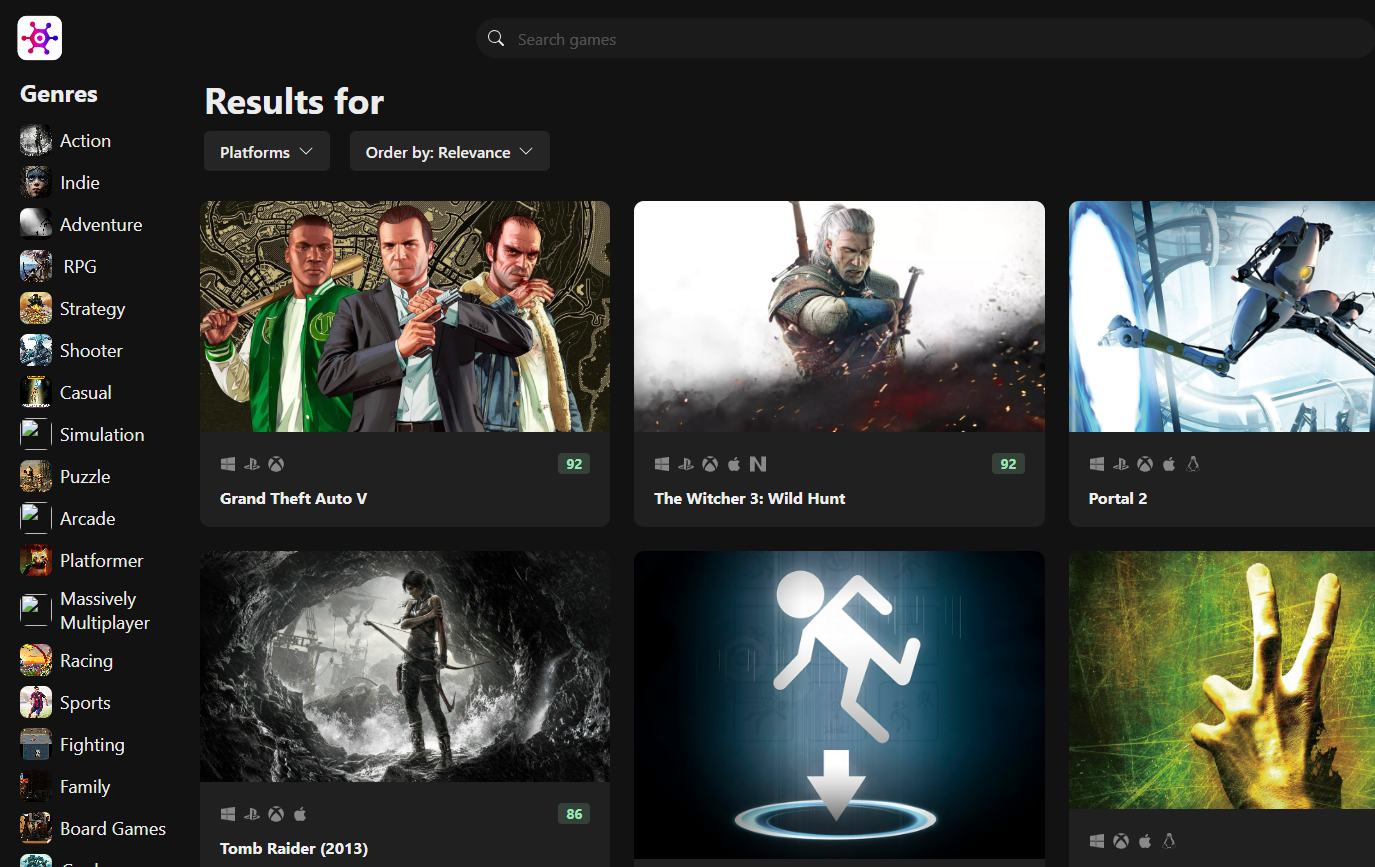 Search games
Genres
Action
Indie
Adventure
RPG
Strategy
Shooter
Casual
Simulation
Puzzle
Arcade
Platformer
Massively
Multiplayer
Racing
Sports
Fighting
Family
Board Games
Results for
Platforms
Order by: Relevance
92
Grand Theft Auto V
92
The Witcher 3: Wild Hunt
Portal 2
86
Tomb Raider (2013)